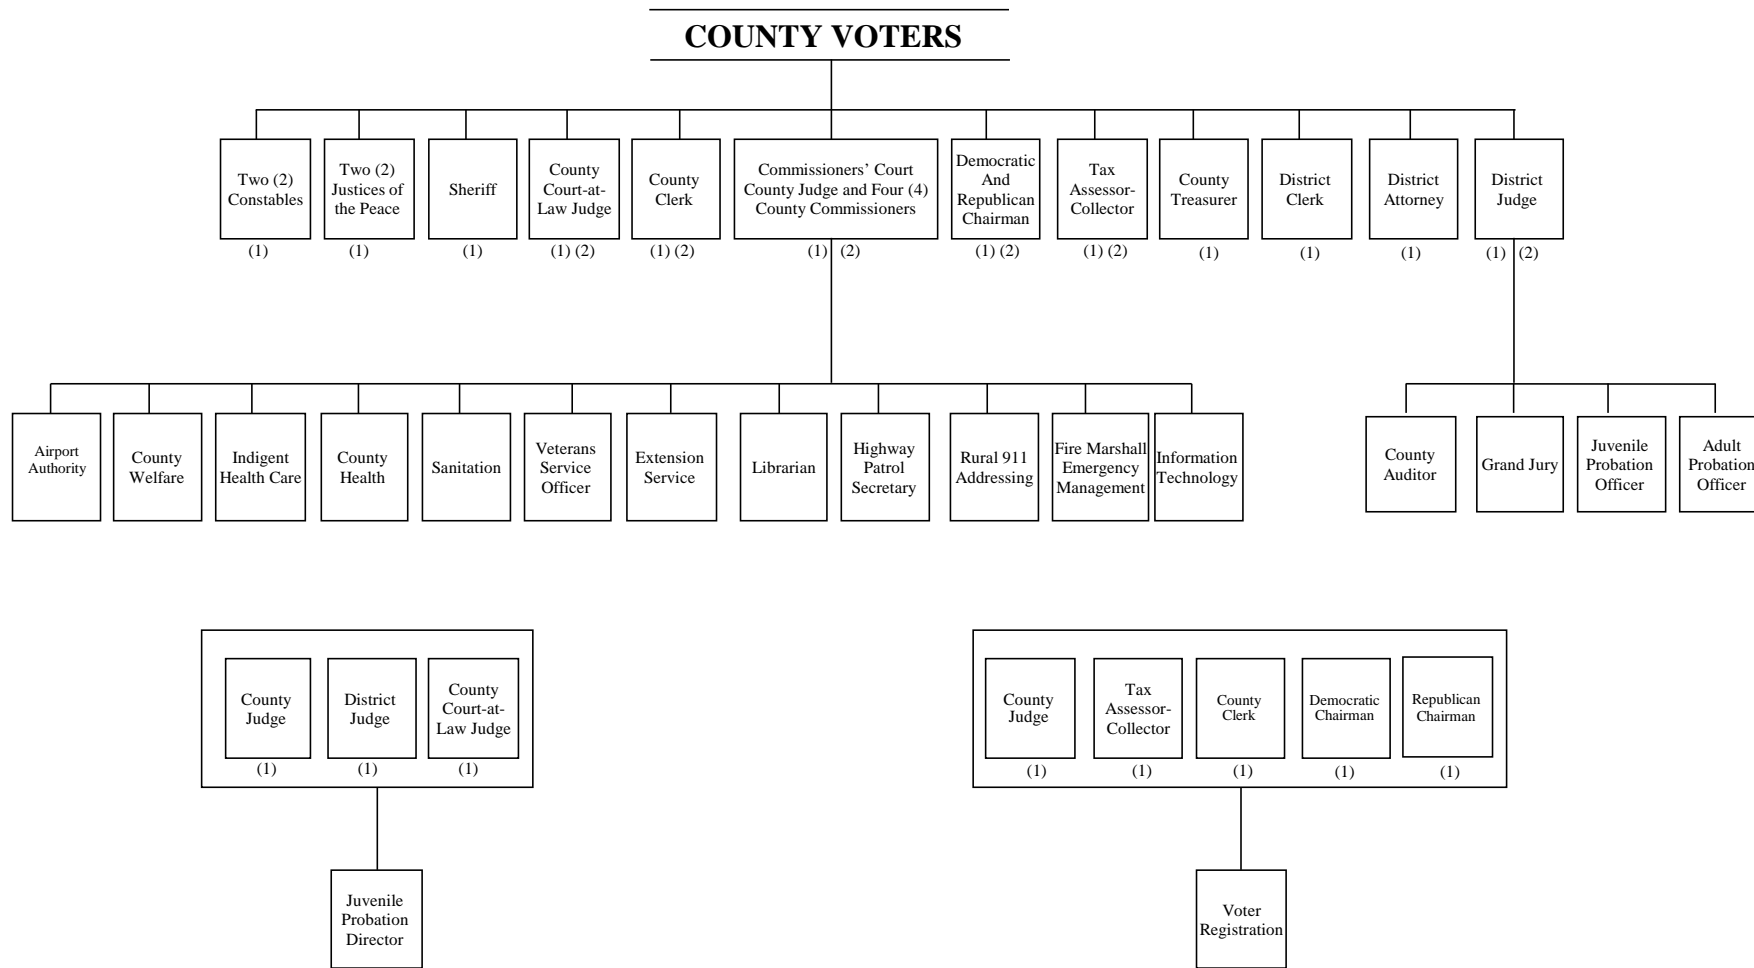 COUNTY VOTERS
Two (2)
Constables
(1)
Two (2)
Justices of
the Peace
(1)
Sheriff
(1)
County
Court-at-
Law Judge
(1) (2)
County
Clerk
(1) (2)
Commissioners’ Court
County Judge and Four (4)
County Commissioners
(1) (2)
Democratic
And
Republican
Chairman
(1) (2)
Tax
Assessor-
Collector
(1) (2)
County
Treasurer
(1)
District
Clerk
(1)
District
Attorney
(1)
District
Judge
(1) (2)
Airport
Authority
County
Welfare
Indigent
Health Care
County
Health
Sanitation
Veterans
Service
Officer
Extension
Service
Librarian
Highway
Patrol
Secretary
Rural 911
Addressing
Fire Marshall
Emergency
Management
Information
Technology
County
Auditor
Grand Jury
Juvenile
Probation
Officer
Adult
Probation
Officer
County
Judge
(1)
District
Judge
(1)
County
Court-at-
Law Judge
(1)
Juvenile
Probation
Director
County
Judge
(1)
Tax
Assessor-
Collector
(1)
County
Clerk
(1)
Democratic
Chairman
(1)
Republican
Chairman
(1)
Voter
Registration